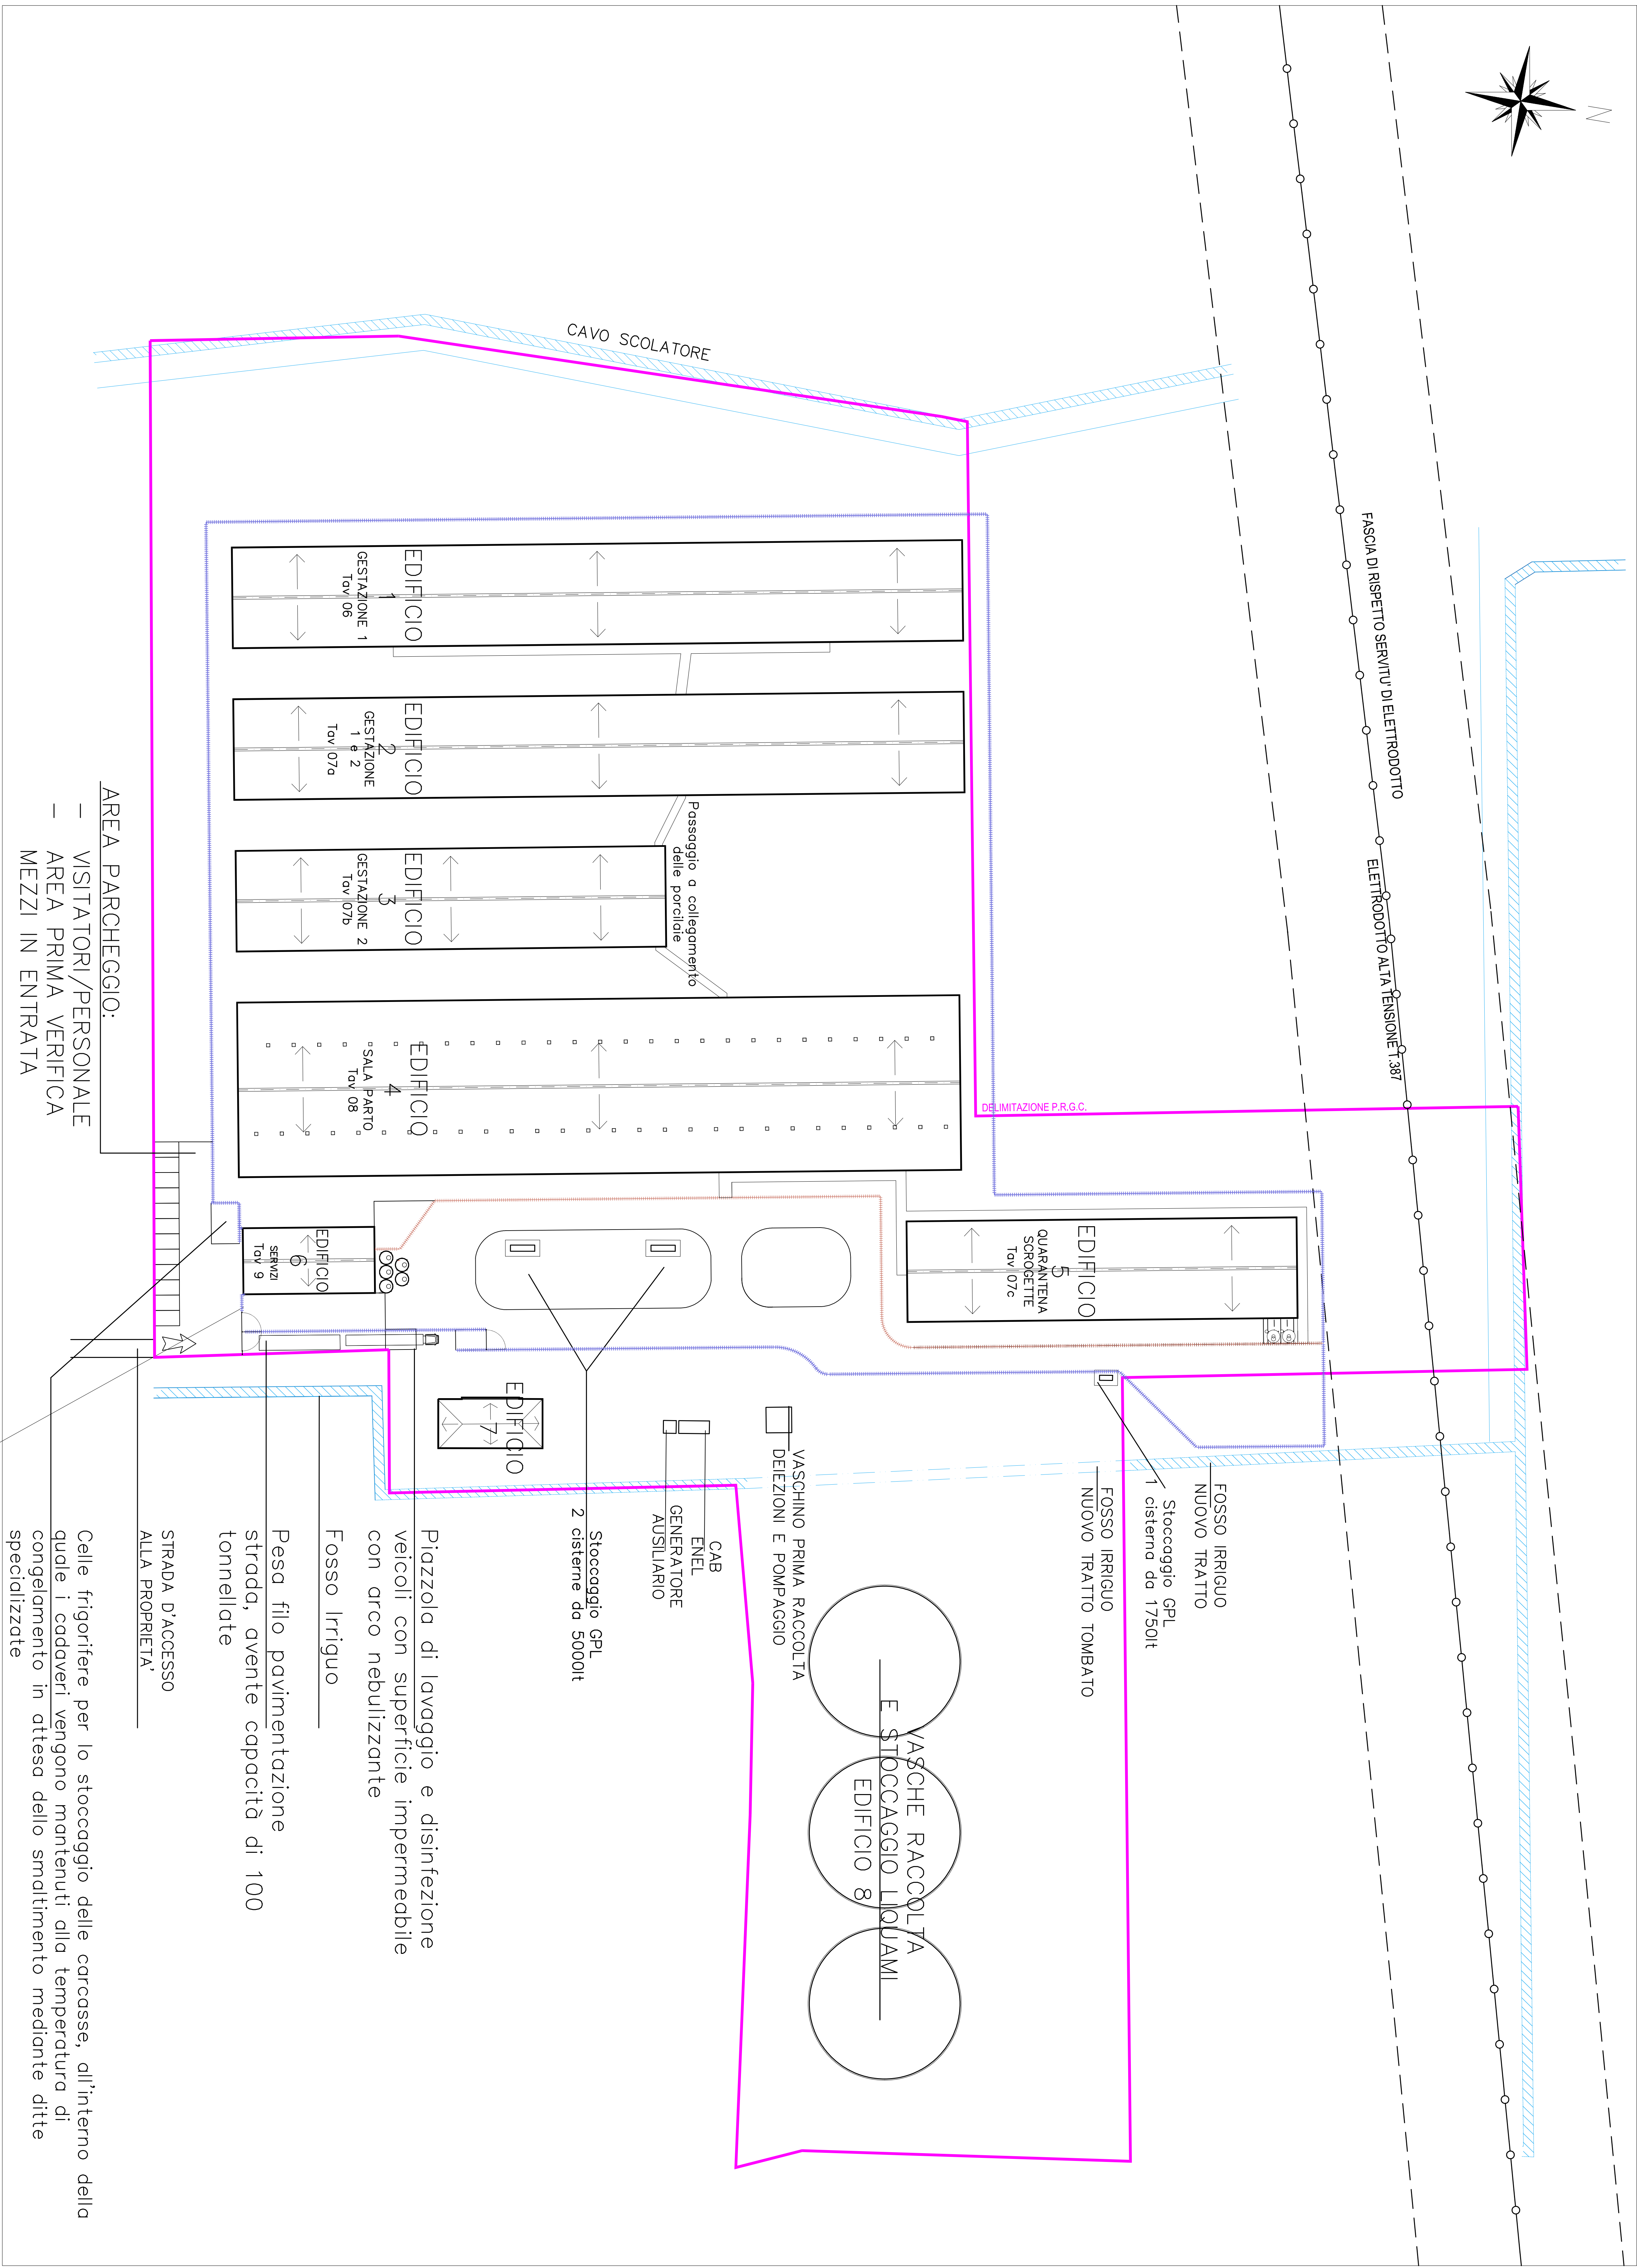 N
CAVO SCOLATORE
FASCIA DI RISPETTO SERVITU' DI ELETTRODOTTO
ELETTRODOTTO ALTA TENSIONE T.387
EDIFICIO
1
GESTAZIONE 1
Tav 06
EDIFICIO
2
GESTAZIONE
1 e 2
Tav 07a
Passaggio a collegamento
delle porcilaie
EDIFICIO
3
GESTAZIONE 2
Tav 07b
EDIFICIO
4
SALA PARTO
Tav 08
DELIMITAZIONE P.R.G.C.
EDIFICIO
5
QUARANTENA
SCROGETTE
Tav 07c
EDIFICIO
6
SERVIZI
Tav 9
EDIFICIO
7
AREA PARCHEGGIO:
- VISITATORI/PERSONALE
- AREA PRIMA VERIFICA
MEZZI IN ENTRATA
FOSSO IRRIGUO
NUOVO TRATTO
Stoccaggio GPL
1 cisterna da 1750lt
FOSSO IRRIGUO
NUOVO TRATTO TOMBATO
VASCHINO PRIMA RACCOLTA
DEIEZIONI E POMPAGGIO
CAB
ENEL
GENERATORE
AUSILIARIO
Stoccaggio GPL
2 cisterne da 5000lt
VASCHE RACCOLTA
E STOCCAGGIO LIQUAMI
EDIFICIO 8
Piazzola di lavaggio e disinfezione
veicoli con superficie impermeabile
con arco nebulizzante
Fosso Irriguo
Pesa filo pavimentazione
strada, avente capacità di 100
tonnellate
STRADA D'ACCESSO
ALLA PROPRIETA'
Celle frigorifere per lo stoccaggio delle carcasse, all'interno della
quale i cadaveri vengono mantenuti alla temperatura di
congelamento in attesa dello smaltimento mediante ditte
specializzate